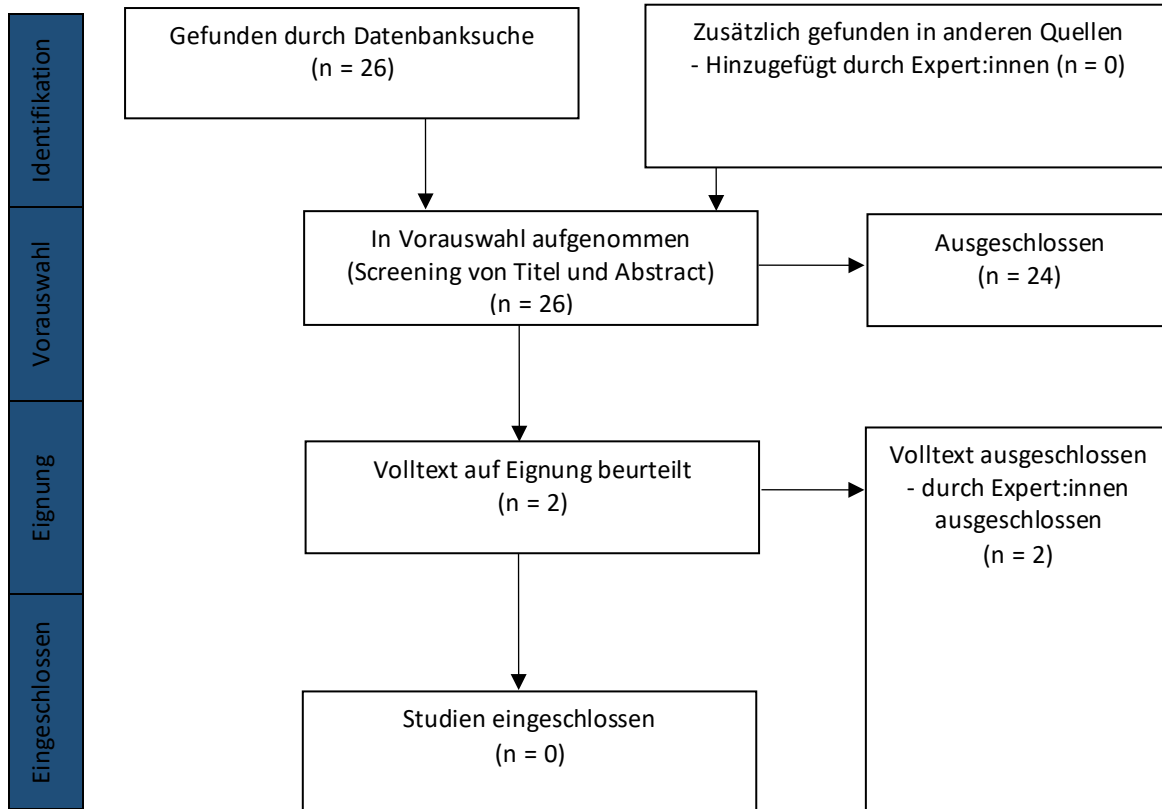 Identifikation
Gefunden durch Datenbanksuche
(n = 26)
Zusätzlich gefunden in anderen Quellen
- Hinzugefügt durch Expert:innen (n = 0)
Vorauswahl
In Vorauswahl aufgenommen
(Screening von Titel und Abstract)
(n = 26)
Ausgeschlossen
(n = 24)
Eignung
Volltext auf Eignung beurteilt
(n = 2)
Volltext ausgeschlossen
- durch Expert:innen
ausgeschlossen
(n = 2)
Eingeschlossen
Studien eingeschlossen
(n = 0)